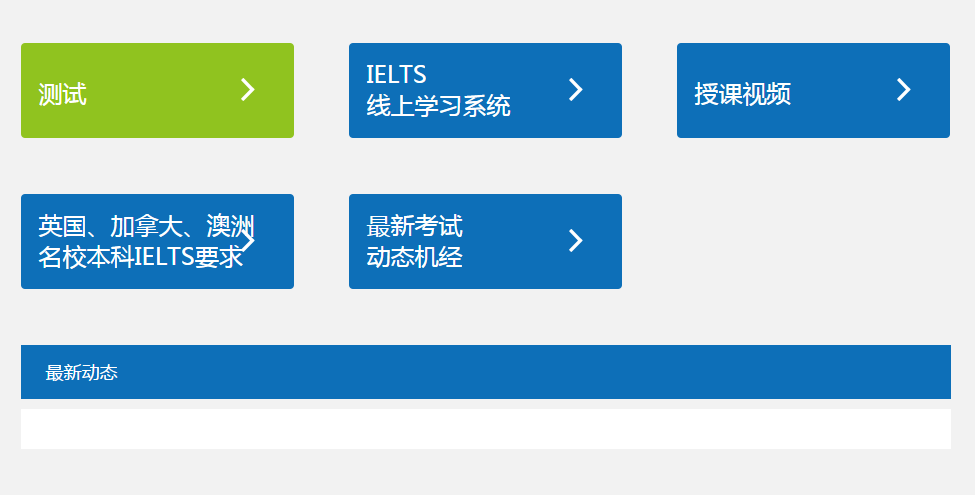 测试
IELTS
线上学习系统
授课视频
英国、加拿大、澳洲
名校本科IELTS要求
最新考试
动态机经
最新动态